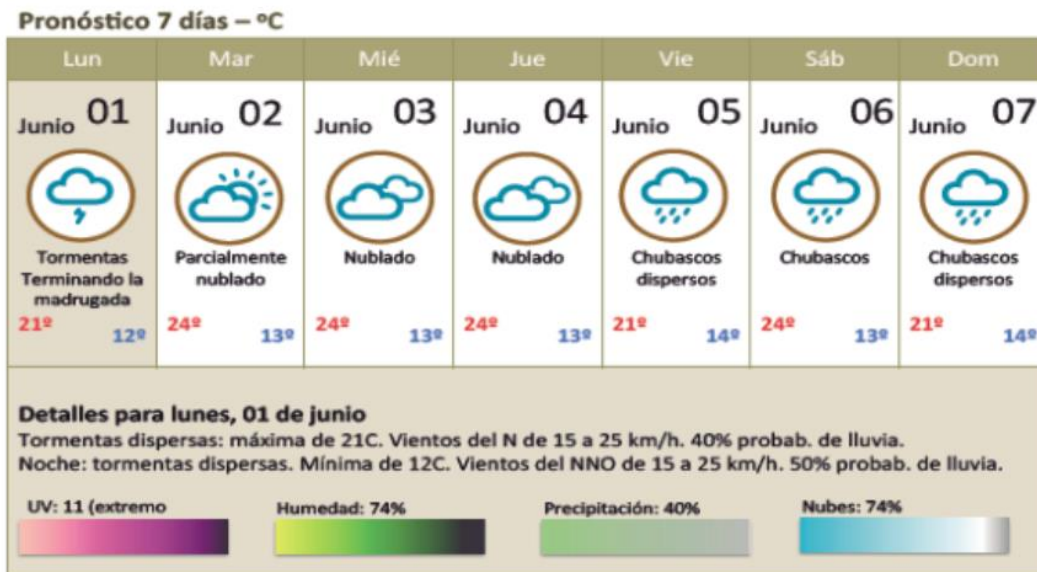 Pronóstico 7 días – ºC
Lun Mar Mié Jue Vie Sáb Dom
Junio 01 Junio 02 Junio 03 Junio 04 Junio 05 Junio 06 Junio 07
Tormentas Parcialmente Nublado Nublado Chubascos Chubascos Chubascos
Terminando la nublado dispersos dispersos
madrugada
21º 12º 24º 13º 24º 13º 24º 13º 21º 14º 24º 13º 21º 14º
Detalles para lunes, 01 de junio
Tormentas dispersas: máxima de 21C. Vientos del N de 15 a 25 km/h. 40% probab. de lluvia.
Noche: tormentas dispersas. Mínima de 12C. Vientos del NNO de 15 a 25 km/h. 50% probab. de lluvia.
UV: 11 (extremo Humedad: 74% Precipitación: 40% Nubes: 74%